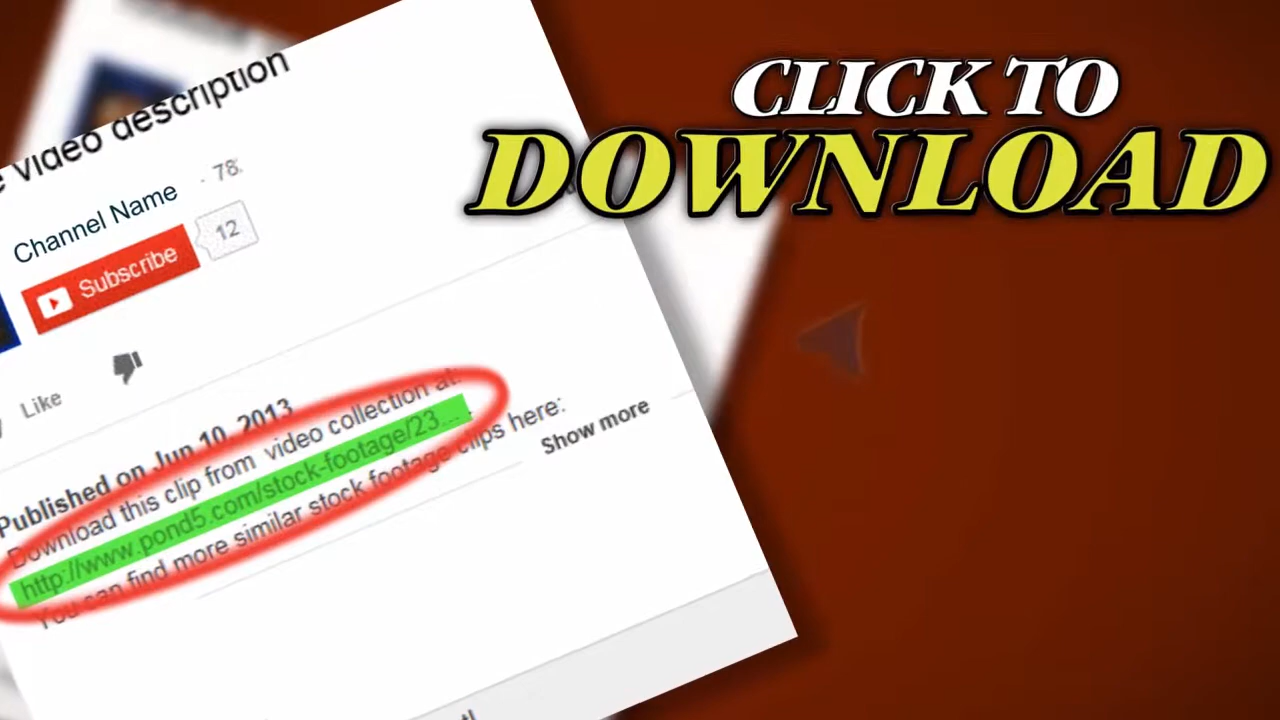 CLICK TO
DOWNLOAD
video description
Channel Name
78
Subscribe
12
Like
Published on Jun 10, 2013
Download this clip from video collection at:
http://www.pond5.com/stock-footage/23...
You can find more similar stock footage clips here:
Show more